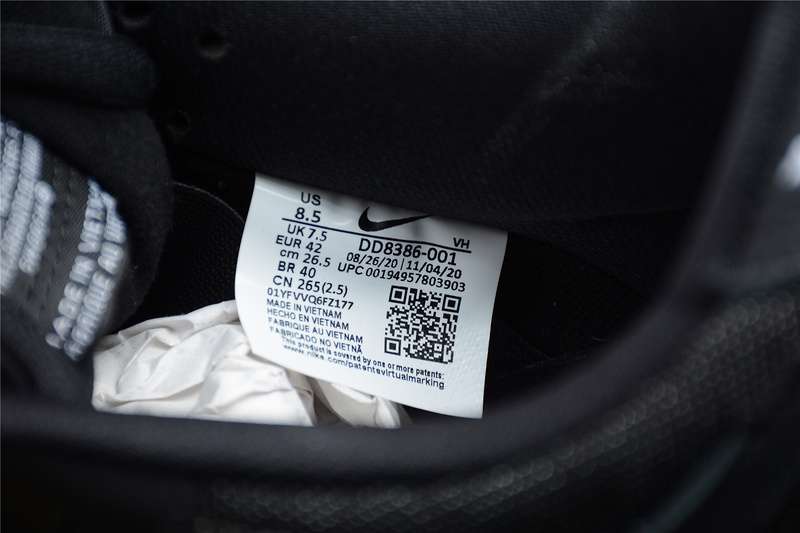 US
8.5
UK 7.5
EUR 42
cm 26.5
BR 40
CN 265(2.5)
VH
DD8386-001
08/26/20 | 11/04/20
UPC 00194957803903
01YFVVQ6FZ177
MADE IN VIETNAM
HECHO EN VIETNAM
FABRIQUE AU VIETNAM
FABRICADO NO VIETNÃ
This product is covered by one or more patents:
www.nike.com/patentsvirtualmarking